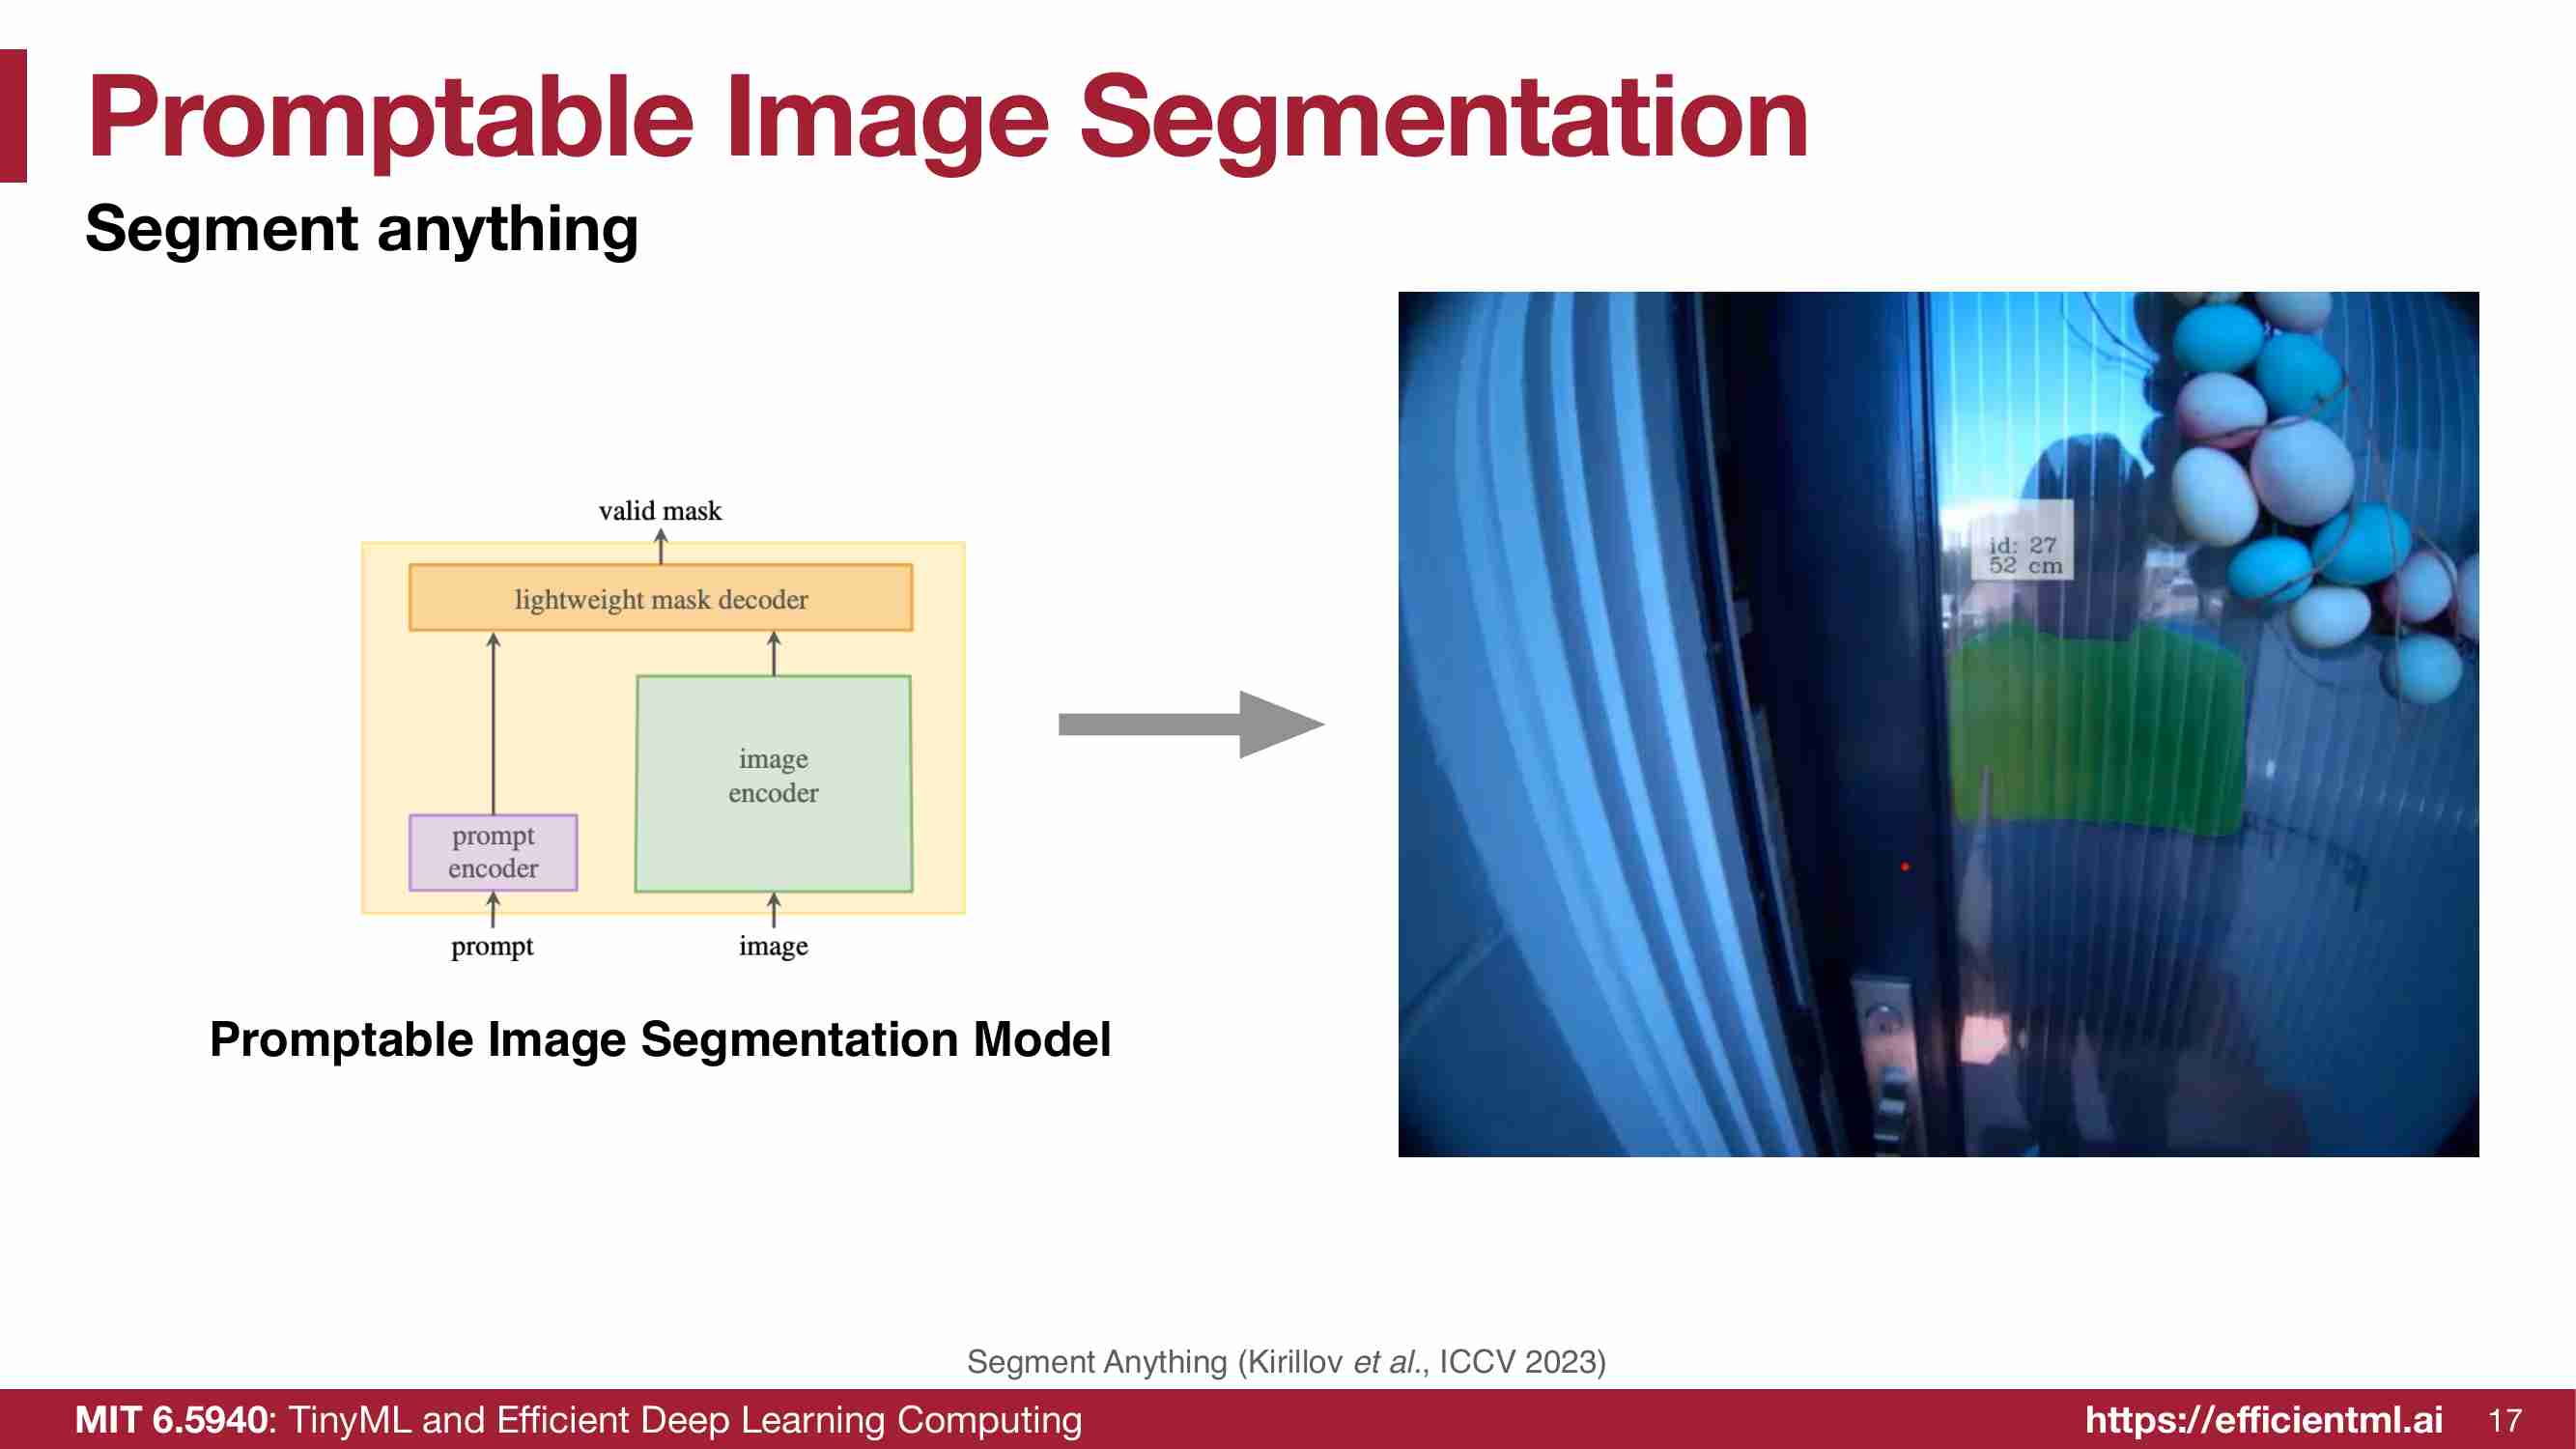 Promptable Image Segmentation
Segment anything
valid mask
lightweight mask decoder
image
encoder
prompt
encoder
prompt
image
Promptable Image Segmentation Model
id: 27
52 cm
Segment Anything (Kirillov et al., ICCV 2023)
MIT 6.5940: TinyML and Efficient Deep Learning Computing
https://efficientml.ai
17